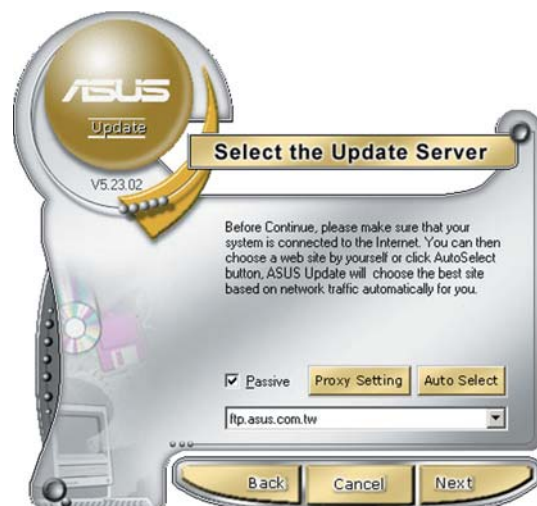 ASUS
Update
V5.23.02
Select the Update Server
Before Continue, please make sure that your
system is connected to the Internet. You can then
choose a web site by yourself or click AutoSelect
button, ASUS Update will choose the best site
based on network traffic automatically for you.
Passive
Proxy Setting
Auto Select
ftp.asus.com.tw
Back
Cancel
Next